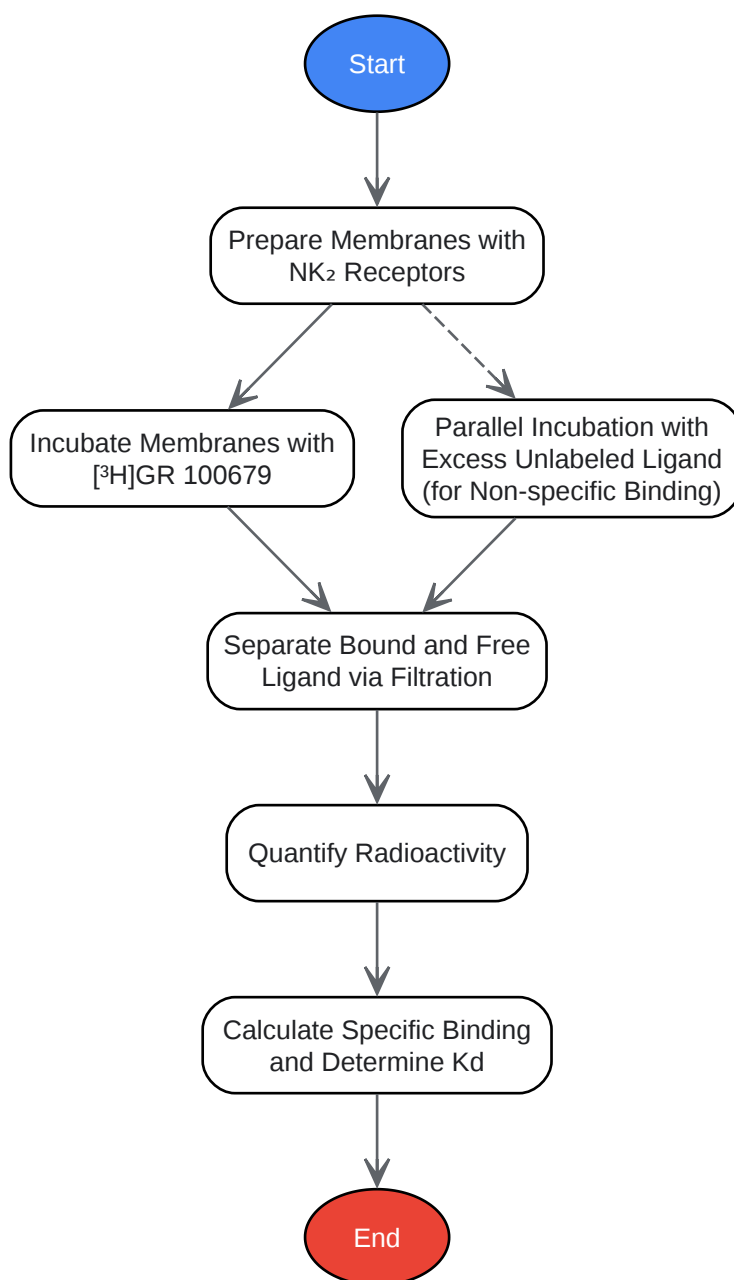 Start
Prepare Membranes with
NK₂ Receptors
Incubate Membranes with
[³H]GR 100679
Parallel Incubation with
Excess Unlabeled Ligand
(for Non-specific Binding)
Separate Bound and Free
Ligand via Filtration
Quantify Radioactivity
Calculate Specific Binding
and Determine Kd
End